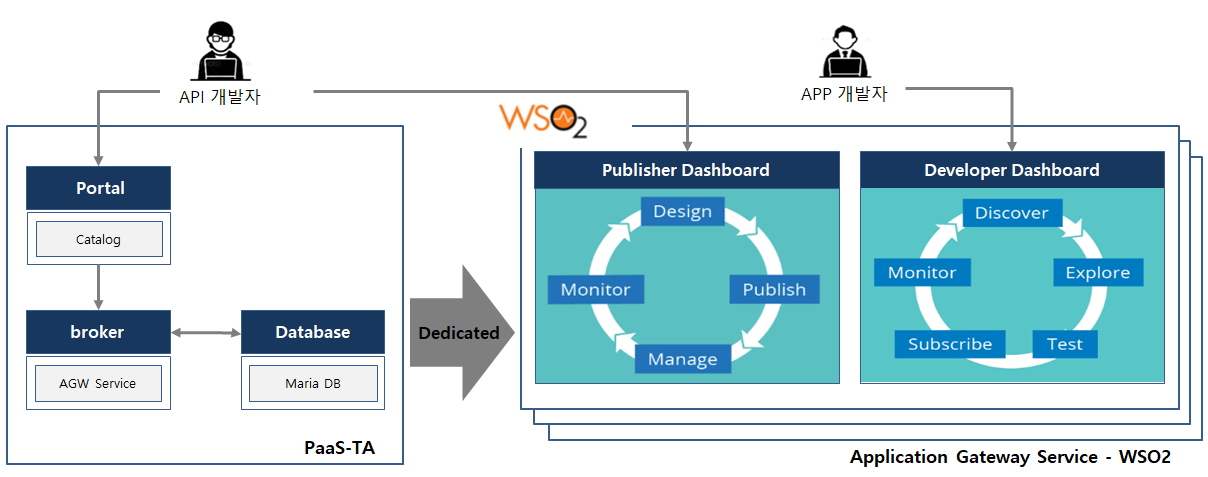 API 개발자
APP 개발자
WSO2
Portal
Catalog
broker
AGW Service
Database
Maria DB
PaaS-TA
Dedicated
Publisher Dashboard
Design
Publish
Manage
Monitor
Developer Dashboard
Discover
Explore
Test
Subscribe
Monitor
Application Gateway Service - WSO2